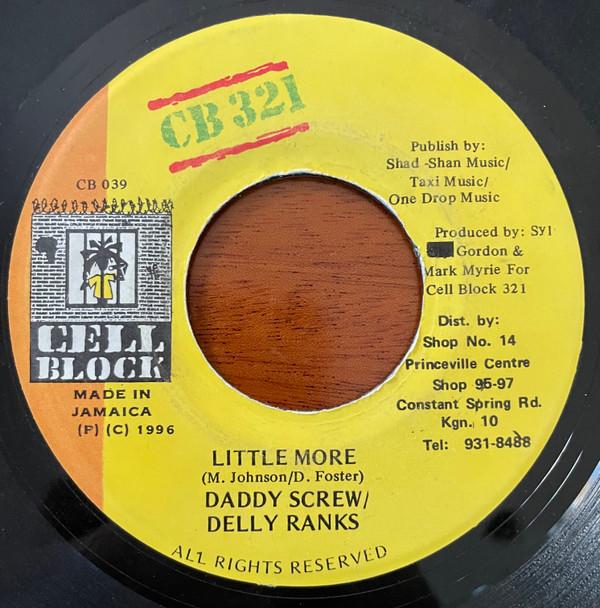 CB 321
CB 039
CELL
BLOCK
MADE IN
JAMAICA
(P) (C) 1996
Publish by:
Shad -Shan Music/
Taxi Music/
One Drop Music
Produced by: Syl
Gordon &
Mark Myrie For
Cell Block 321
Dist. by:
Shop No. 14
Princeville Centre
Shop 95-97
Constant Spring Rd.
Kgn. 10
Tel: 931-8488
LITTLE MORE
(M. Johnson/D. Foster)
DADDY SCREW/
DELLY RANKS
ALL RIGHTS RESERVED